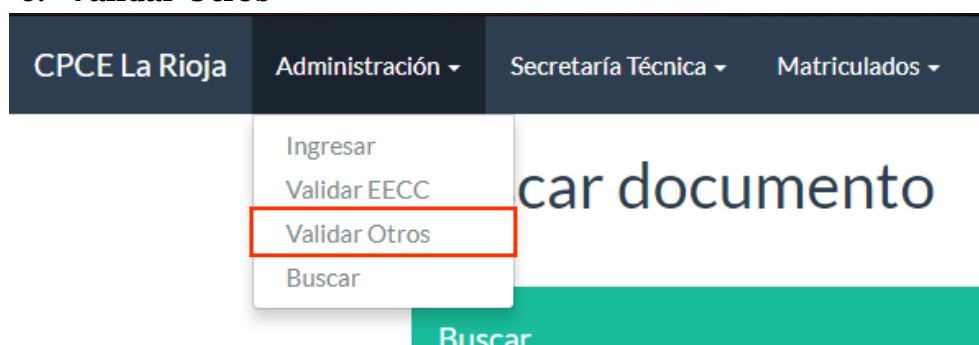 CPCE La Rioja Administración Secretaría Técnica Matriculados
Ingresar
Validar EECC
car documento
Validar Otros
Buscar
Buscar